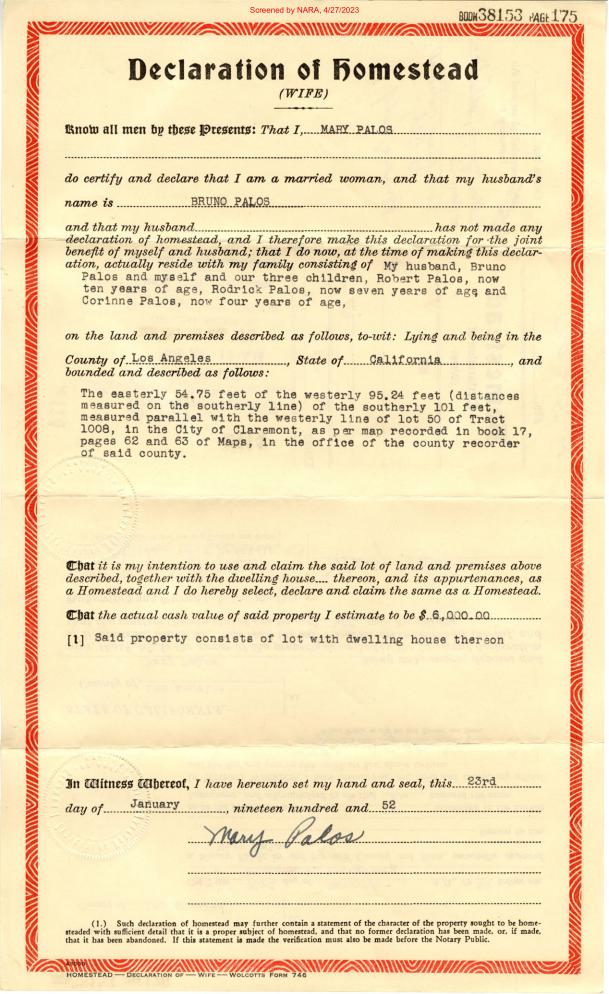 Screened by NARA, 4/27/2023
BOOK 38153 PAGE 175
Declaration of Homestead
(WIFE)
Know all men by these Presents: That I, MARY PALOS
do certify and declare that I am a married woman, and that my husband's
name is BRUNO PALOS
and that my husband has not made any
declaration of homestead, and I therefore make this declaration for the joint
benefit of myself and husband; that I do now, at the time of making this declar-
ation, actually reside with my family consisting of My husband, Bruno
Palos and myself and our three children, Robert Palos, now
ten years of age, Rodrick Palos, now seven years of age and
Corinne Palos, now four years of age,
on the land and premises described as follows, to-wit: Lying and being in the
County of Los Angeles, State of California, and
bounded and described as follows:
The easterly 54.75 feet of the westerly 95.24 feet (distances
measured on the southerly line) of the southerly 101 feet,
measured parallel with the westerly line of lot 50 of Tract
1008, in the City of Claremont, as per map recorded in book 17,
pages 62 and 63 of Maps, in the office of the county recorder
of said county.
That it is my intention to use and claim the said lot of land and premises above
described, together with the dwelling house.... thereon, and its appurtenances, as
a Homestead and I do hereby select, declare and claim the same as a Homestead.
That the actual cash value of said property I estimate to be $ 6,000.00
[1] Said property consists of lot with dwelling house thereon
In Witness Whereof, I have hereunto set my hand and seal, this 23rd
day of January, nineteen hundred and 52
Mary Palos
(1.) Such declaration of homestead may further contain a statement of the character of the property sought to be home-
steaded with sufficient detail that it is a proper subject of homestead, and that no former declaration has been made, or, if made,
that it has been abandoned. If this statement is made the verification must also be made before the Notary Public.
HOMESTEAD — DECLARATION OF — WIFE — WOLCOTTS FORM 746